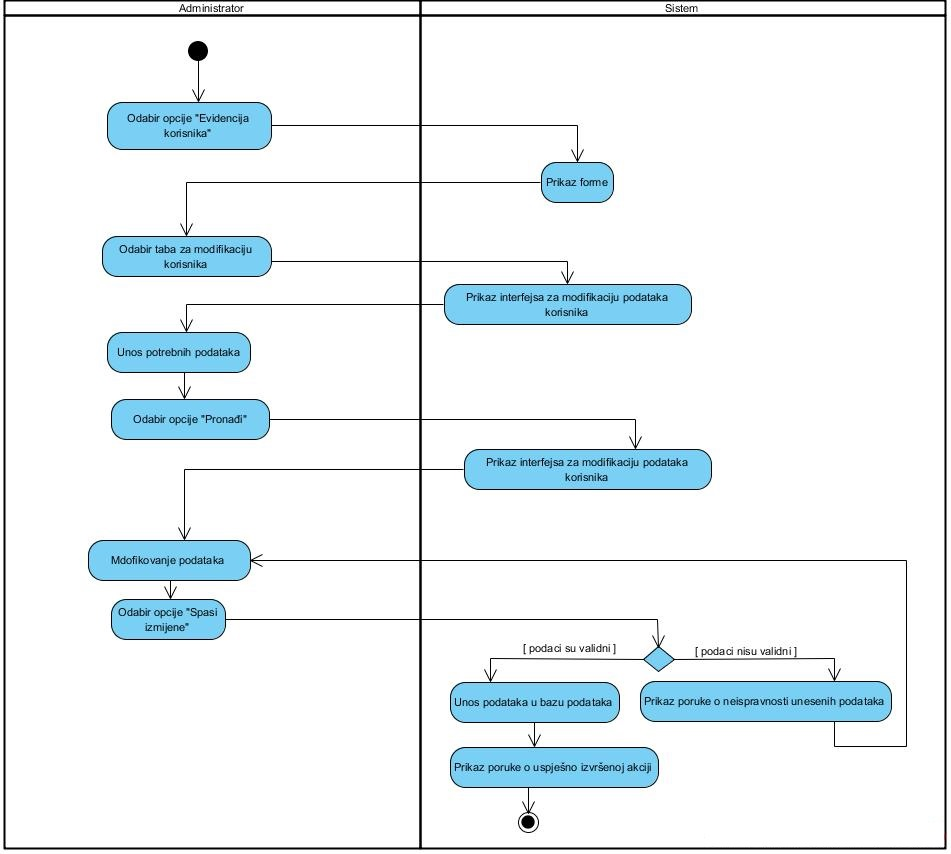 Administrator
Sistem
Odabir opcije "Evidencija
korisnika"
Prikaz forme
Odabir taba za modifikaciju
korisnika
Prikaz interfejsa za modifikaciju podataka
korisnika
Unos potrebnih podataka
Odabir opcije "Pronađi"
Prikaz interfejsa za modifikaciju podataka
korisnika
Mdofikovanje podataka
Odabir opcije "Spasi
izmijene"
[ podaci su validni ]
[ podaci nisu validni ]
Unos podataka u bazu podataka
Prikaz poruke o neispravnosti unesenih podataka
Prikaz poruke o uspješno izvršenoj akciji